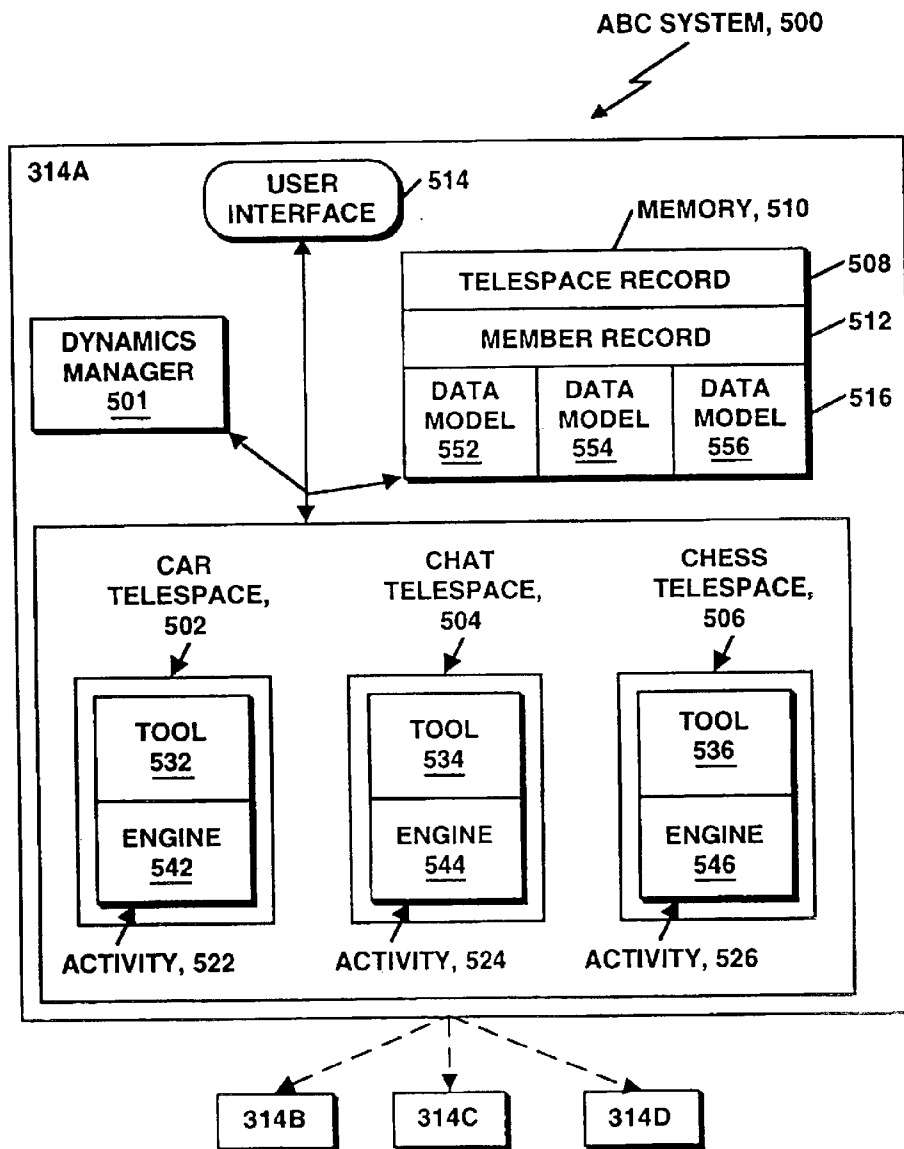 ABC SYSTEM, 500
314A
USER
INTERFACE
514
MEMORY, 510
TELESPACE RECORD
508
MEMBER RECORD
512
DYNAMICS
MANAGER
501
DATA
MODEL
552
DATA
MODEL
554
DATA
MODEL
556
516
CAR
TELESPACE,
502
CHAT
TELESPACE,
504
CHESS
TELESPACE,
506
TOOL
532
ENGINE
542
TOOL
534
ENGINE
544
TOOL
536
ENGINE
546
ACTIVITY, 522
ACTIVITY, 524
ACTIVITY, 526
314B
314C
314D